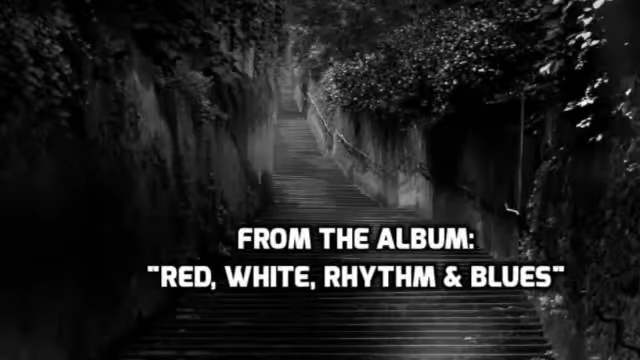 FROM THE ALBUM:
"RED, WHITE, RHYTHM & BLUES"